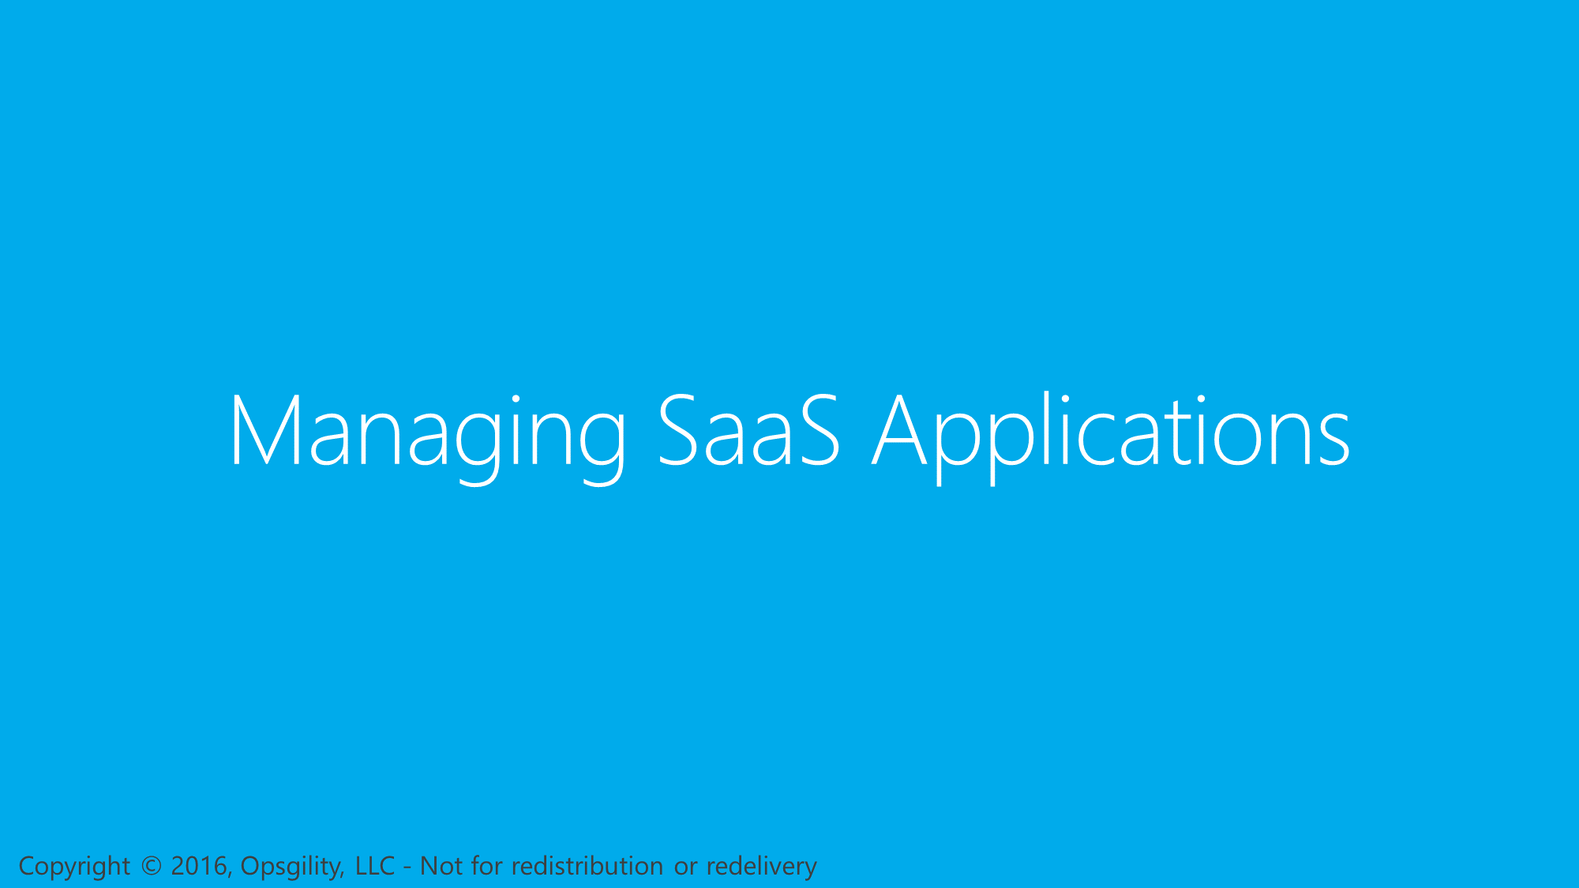 Managing SaaS Applications
Copyright © 2016, Opsgility, LLC - Not for redistribution or redelivery